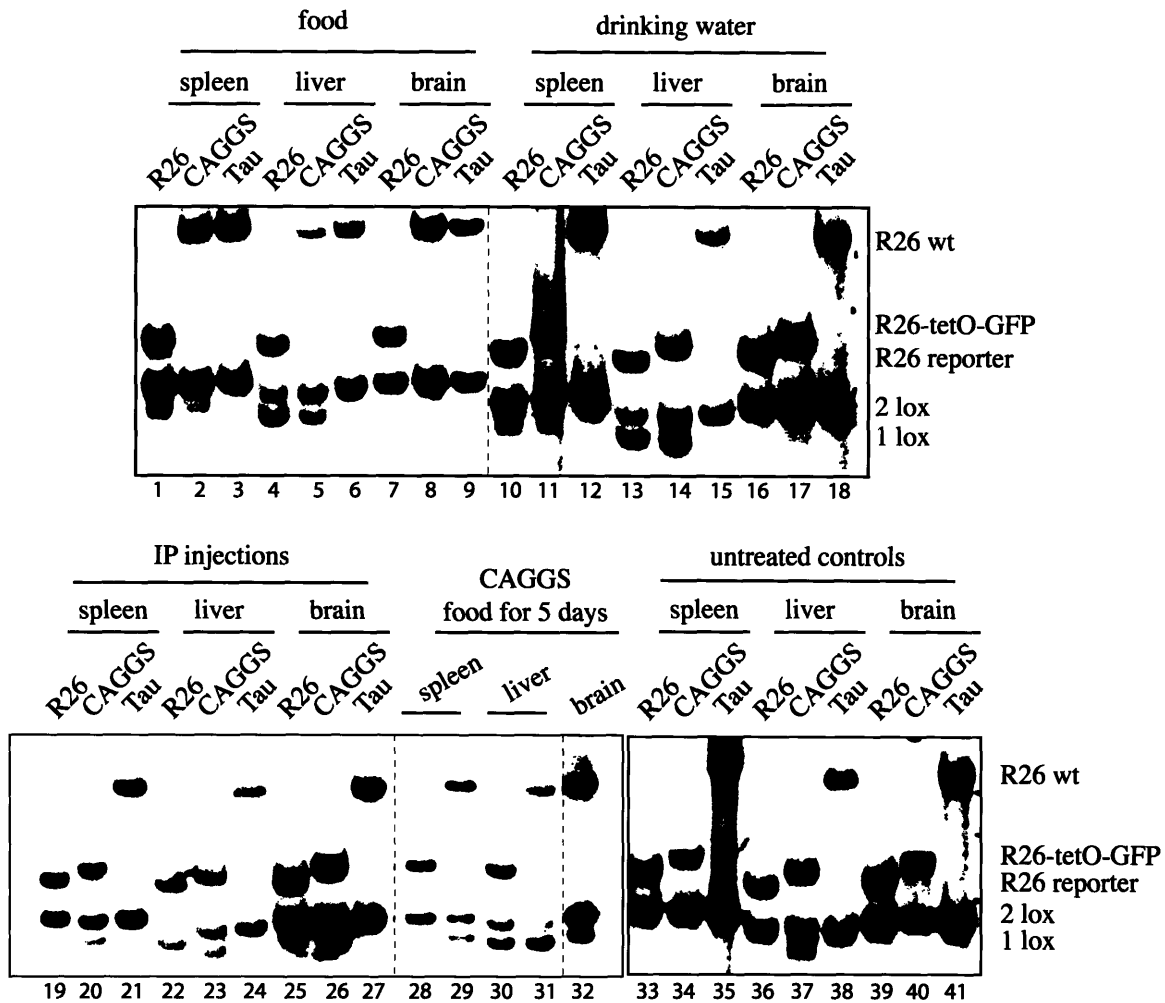 food drinking water
spleen liver brain spleen liver brain
R26 CAGGS Tau R26 CAGGS Tau R26 CAGGS Tau R26 CAGGS Tau R26 CAGGS Tau R26 CAGGS Tau
R26 wt
R26-tetO-GFP
R26 reporter
2 lox
1 lox
1 2 3 4 5 6 7 8 9 10 11 12 13 14 15 16 17 18
IP injections CAGGS untreated controls
food for 5 days
spleen liver brain spleen liver brain
R26 CAGGS Tau R26 CAGGS Tau R26 CAGGS Tau spleen liver brain R26 CAGGS Tau R26 CAGGS Tau R26 CAGGS Tau
R26 wt
R26-tetO-GFP
R26 reporter
2 lox
1 lox
19 20 21 22 23 24 25 26 27 28 29 30 31 32 33 34 35 36 37 38 39 40 41